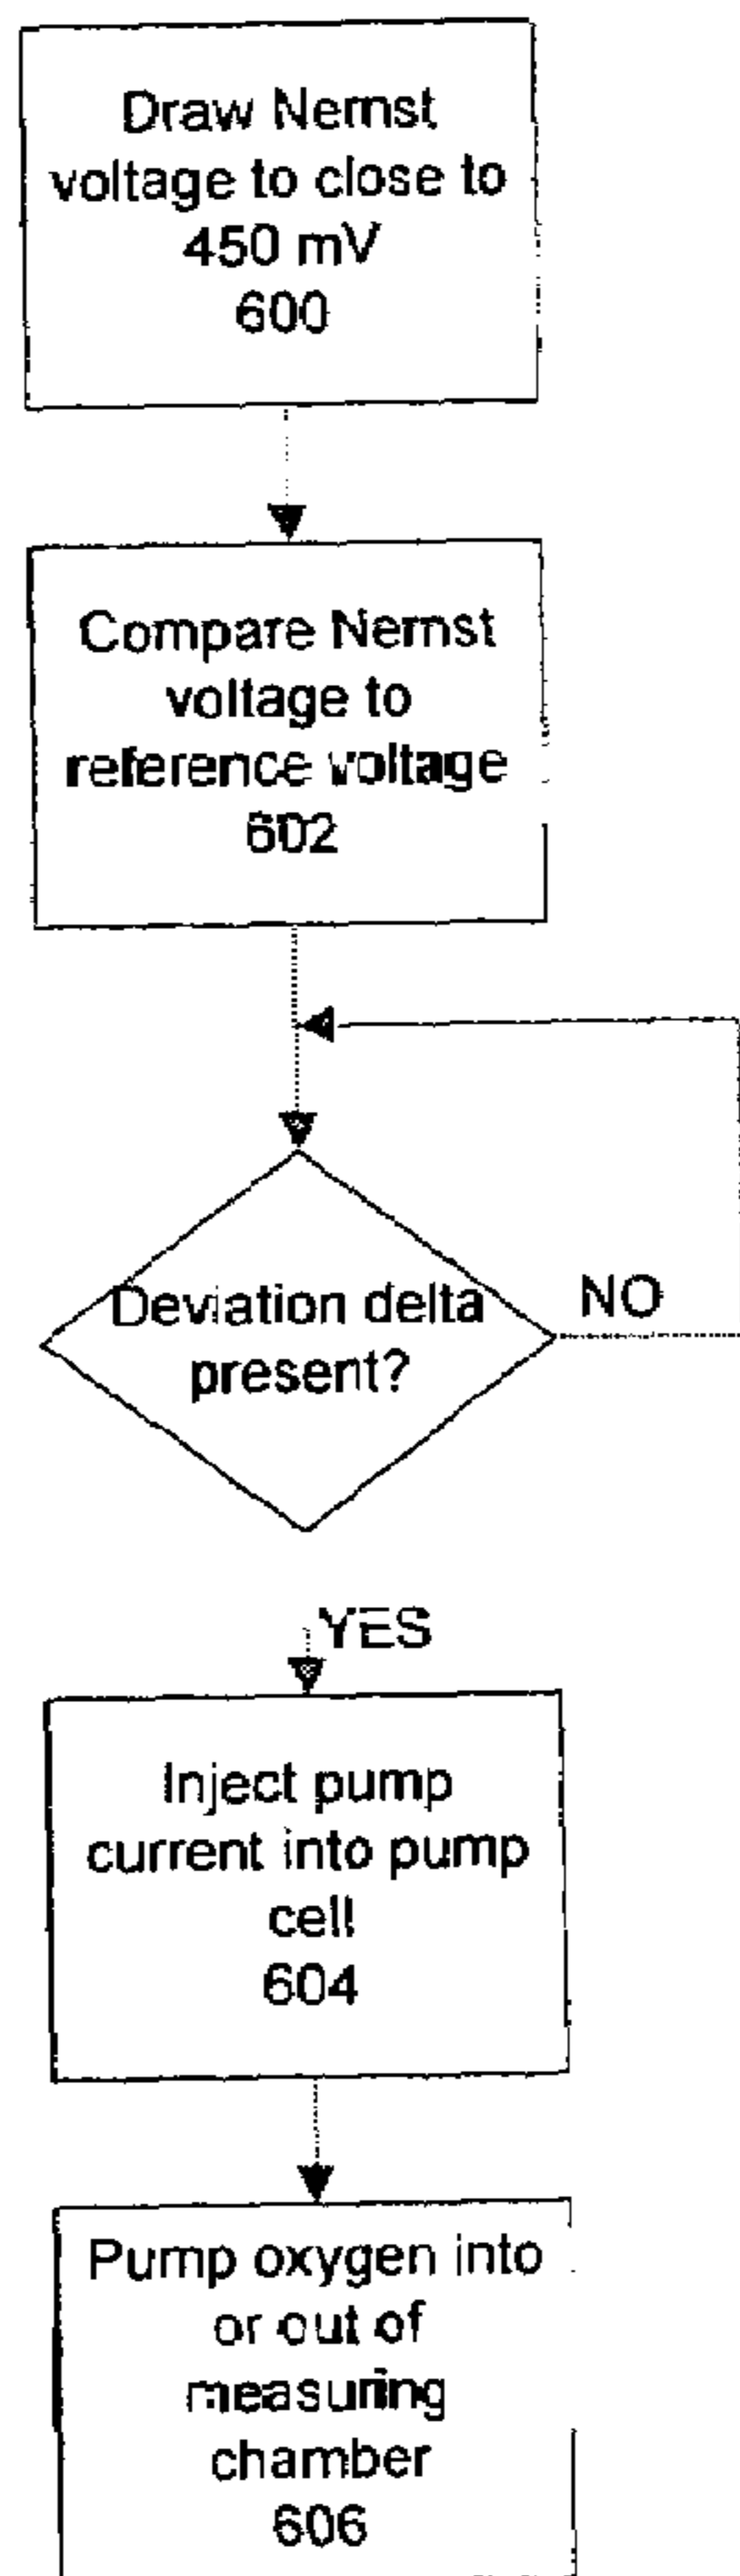 Draw Nernst
voltage to close to
450 mV
600
Compare Nernst
voltage to
reference voltage
602
Deviation delta
present?
NO
YES
Inject pump
current into pump
cell
604
Pump oxygen into
or out of
measuring
chamber
606